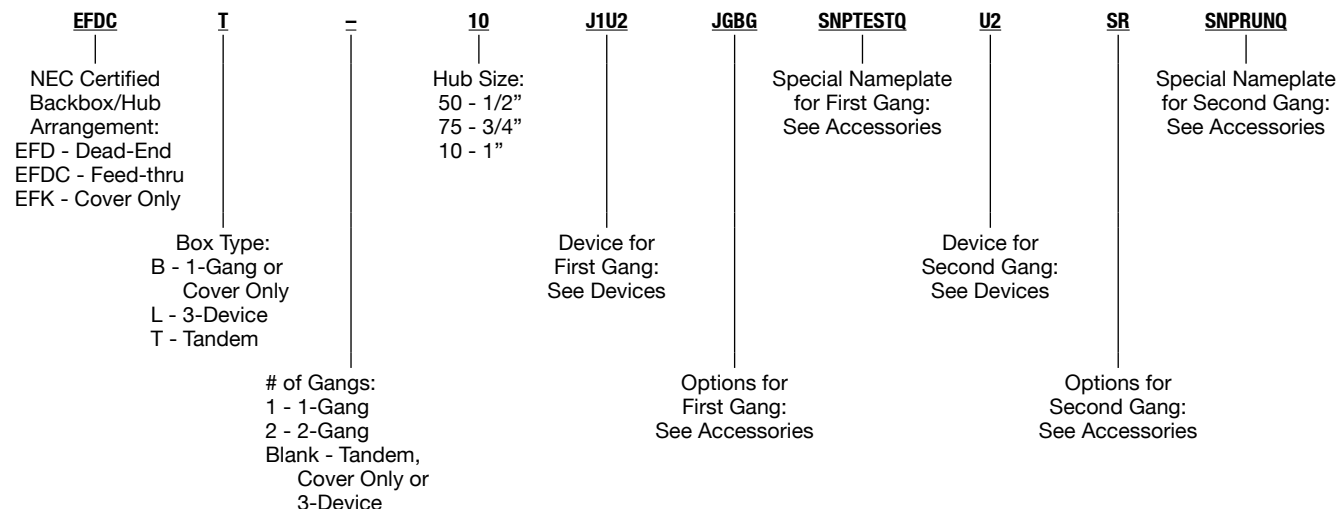 EFDC T – 10 J1U2 JGBG SNPTESTQ U2 SR SNPRUNQ
NEC Certified
Backbox/Hub
Arrangement:
EFD - Dead-End
EFDC - Feed-thru
EFK - Cover Only
Box Type:
B - 1-Gang or
Cover Only
L - 3-Device
T - Tandem
# of Gangs:
1 - 1-Gang
2 - 2-Gang
Blank - Tandem,
Cover Only or
3-Device
Hub Size:
50 - 1/2”
75 - 3/4”
10 - 1”
Device for
First Gang:
See Devices
Options for
First Gang:
See Accessories
Special Nameplate
for First Gang:
See Accessories
Device for
Second Gang:
See Devices
Options for
Second Gang:
See Accessories
Special Nameplate
for Second Gang:
See Accessories